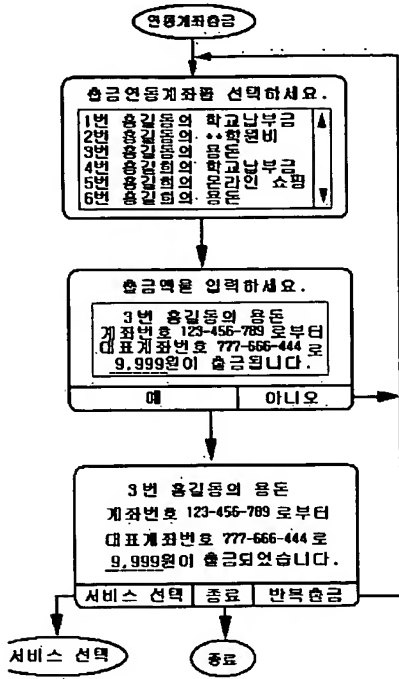 연동계좌출금
출금연동계좌를 선택하세요.
1번 홍길동의 학교납부금
2번 홍길동의 **학원비
3번 홍길동의 용돈
4번 홍길희의 학교납부금
5번 홍길희의 온라인 쇼핑
6번 홍길희의 용돈
출금액을 입력하세요.
3번 홍길동의 용돈
계좌번호 123-456-789 로부터
대표계좌번호 777-666-444 로
9,999원이 출금됩니다.
예 아니오
3번 홍길동의 용돈
계좌번호 123-456-789 로부터
대표계좌번호 777-666-444 로
9,999원이 출금되었습니다.
서비스 선택 종료 반복출금
서비스 선택 종료